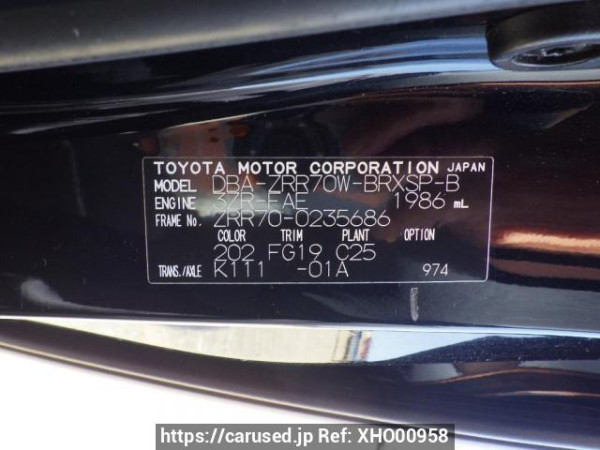 TOYOTA MOTOR CORPORATION JAPAN
MODEL DBA-ZRR70W-BRXSP-B
ENGINE 3ZR-FAE 1986 mL
FRAME No. ZRR70-0235686
COLOR TRIM PLANT OPTION
202 FG19 C25
TRANS./AXLE K111 -01A 974
https://carused.jp Ref: XHO00958